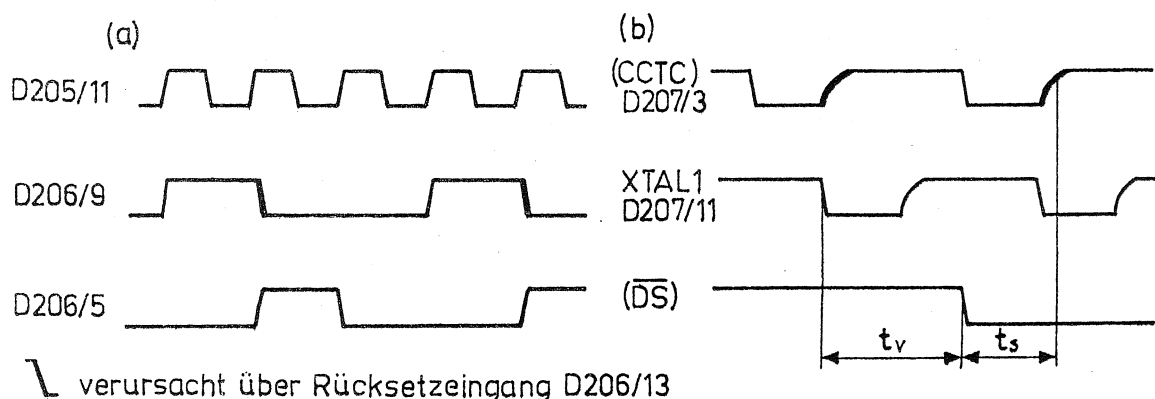 (a)
D205/11
D206/9
D206/5
(b)
(CCTC)
D207/3
XTAL1
D207/11
(DS)
tv
ts
verursacht über Rücksetzeingang D206/13